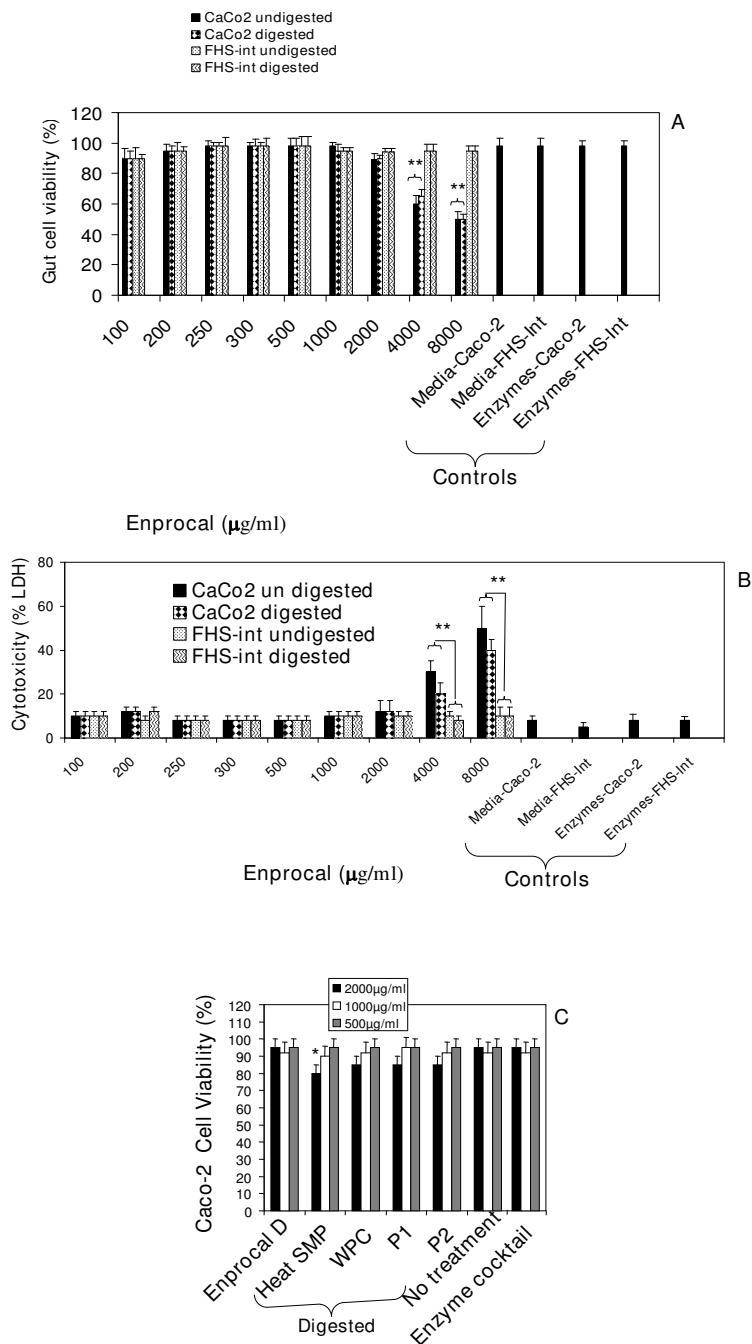 CaCo2 undigested
CaCo2 digested
FHS-int undigested
FHS-int digested
A
Gut cell viability (%)
120
100
80
60
40
20
0
**
**
100
200
250
300
500
1000
2000
4000
8000
Media-Caco-2
Media-FHS-Int
Enzymes-Caco-2
Enzymes-FHS-Int
Controls
Enprocal (µg/ml)
B
Cytotoxicity (% LDH)
80
60
40
20
0
CaCo2 un digested
CaCo2 digested
FHS-int undigested
FHS-int digested
**
**
100
200
250
300
500
1000
2000
4000
8000
Media-Caco-2
Media-FHS-Int
Enzymes-Caco-2
Enzymes-FHS-Int
Enprocal (µg/ml)
Controls
2000µg/ml
1000µg/ml
500µg/ml
C
Caco-2 Cell Viability (%)
120
110
100
90
80
70
60
50
40
30
20
10
0
*
Enprocal D
Heat SMP
WPC
P1
P2
No treatment
Enzyme cocktail
Digested